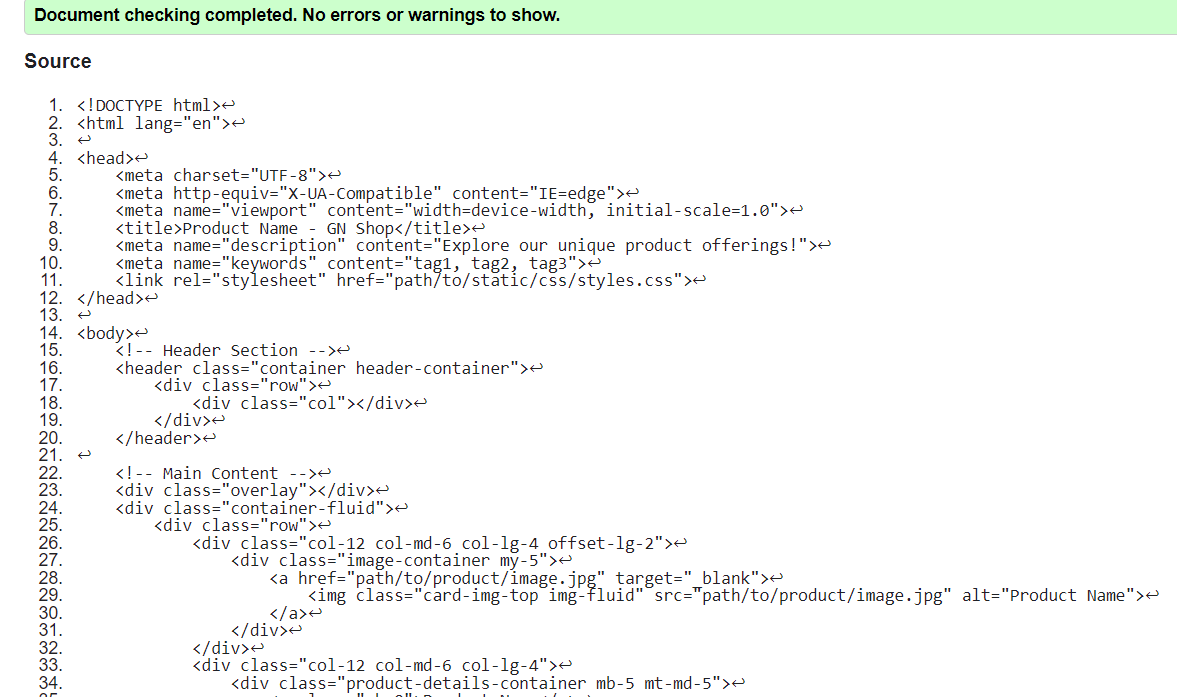 Document checking completed. No errors or warnings to show.
Source
1. <!DOCTYPE html>↩
2. <html lang="en">↩
3. ↩
4. <head>↩
5. <meta charset="UTF-8">↩
6. <meta http-equiv="X-UA-Compatible" content="IE=edge">↩
7. <meta name="viewport" content="width=device-width, initial-scale=1.0">↩
8. <title>Product Name - GN Shop</title>↩
9. <meta name="description" content="Explore our unique product offerings!">↩
10. <meta name="keywords" content="tag1, tag2, tag3">↩
11. <link rel="stylesheet" href="path/to/static/css/styles.css">↩
12. </head>↩
13. ↩
14. <body>↩
15. <!-- Header Section -->↩
16. <header class="container header-container">↩
17. <div class="row">↩
18. <div class="col"></div>↩
19. </div>↩
20. </header>↩
21. ↩
22. <!-- Main Content -->↩
23. <div class="overlay"></div>↩
24. <div class="container-fluid">↩
25. <div class="row">↩
26. <div class="col-12 col-md-6 col-lg-4 offset-lg-2">↩
27. <div class="image-container my-5">↩
28. <a href="path/to/product/image.jpg" target="_blank">↩
29. <img class="card-img-top img-fluid" src="path/to/product/image.jpg" alt="Product Name">↩
30. </a>↩
31. </div>↩
32. </div>↩
33. <div class="col-12 col-md-6 col-lg-4">↩
34. <div class="product-details-container mb-5 mt-md-5">↩